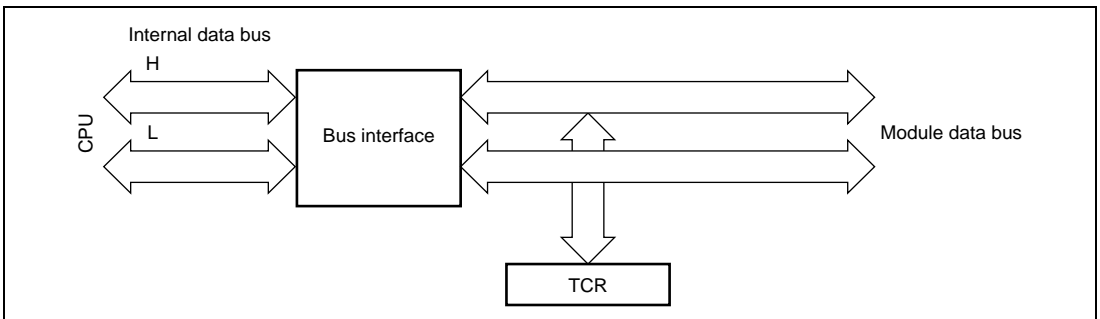 Internal data bus
H
L
CPU
Bus interface
Module data bus
TCR